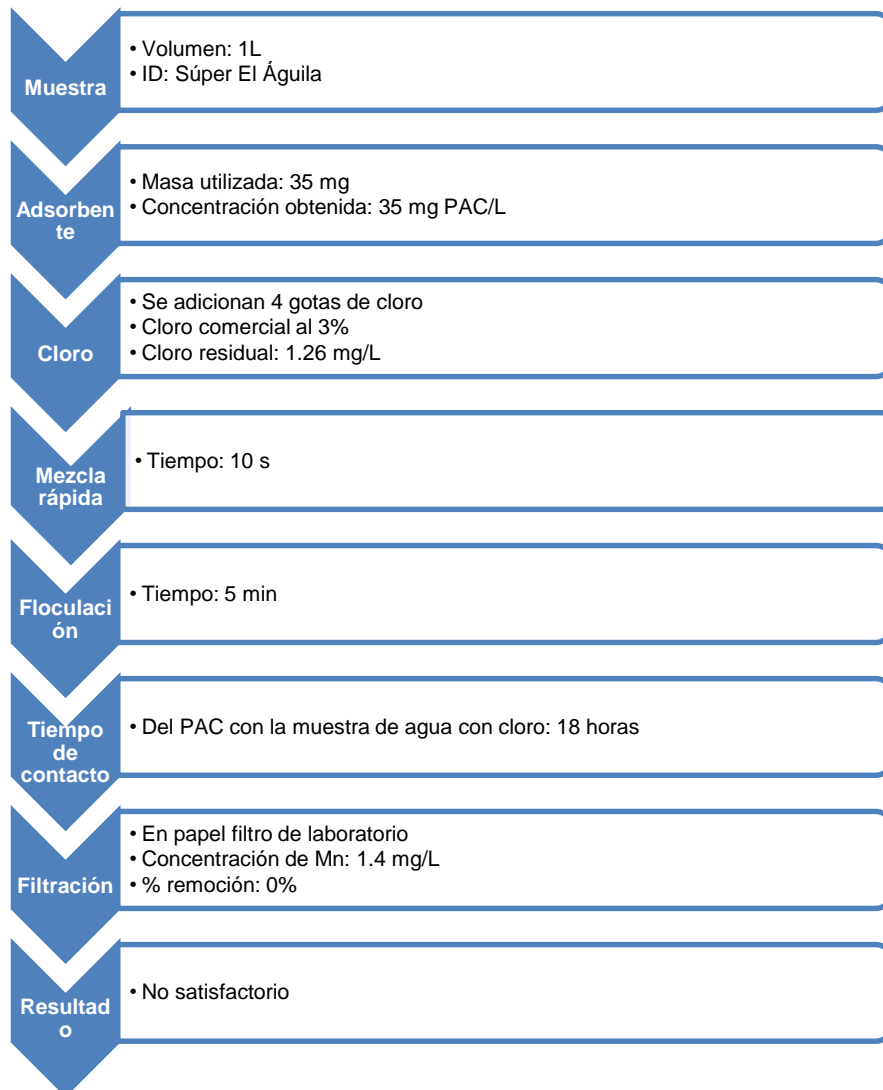 Muestra
• Volumen: 1L
• ID: Súper El Águila
Adsorben
te
• Masa utilizada: 35 mg
• Concentración obtenida: 35 mg PAC/L
Cloro
• Se adicionan 4 gotas de cloro
• Cloro comercial al 3%
• Cloro residual: 1.26 mg/L
Mezcla
rápida
• Tiempo: 10 s
Floculaci
ón
• Tiempo: 5 min
Tiempo
de
contacto
• Del PAC con la muestra de agua con cloro: 18 horas
Filtración
• En papel filtro de laboratorio
• Concentración de Mn: 1.4 mg/L
• % remoción: 0%
Resultad
o
• No satisfactorio